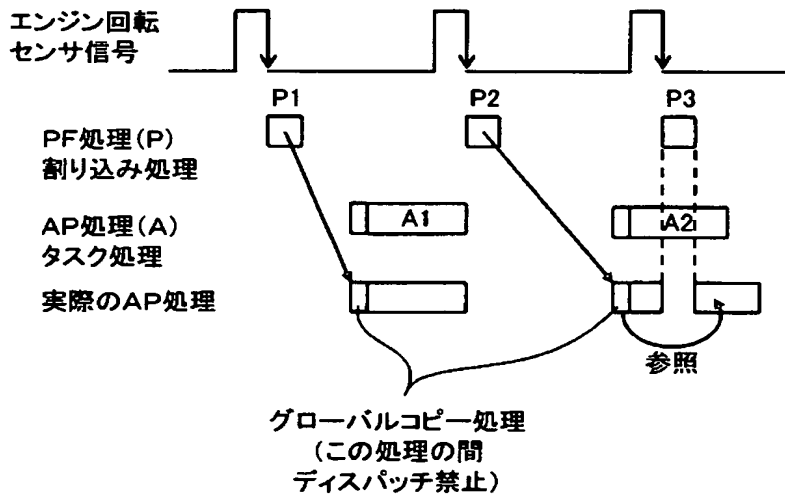 エンジン回転
センサ信号
P1
P2
P3
PF処理(P)
割り込み処理
AP処理(A)
タスク処理
A1
A2
実際のAP処理
参照
グローバルコピー処理
(この処理の間
ディスパッチ禁止)